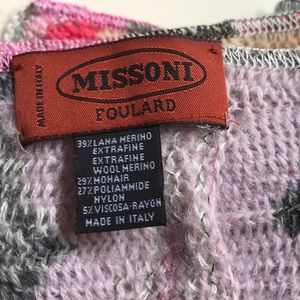 MADE IN ITALY
MISSONI
FOULARD
39% LANA MERINO
EXTRAFINE
EXTRAFINE
WOOL MERINO
29% MOHAIR
27% POLIAMMIDE
NYLON
5% VISCOSA-RAYON
MADE IN ITALY